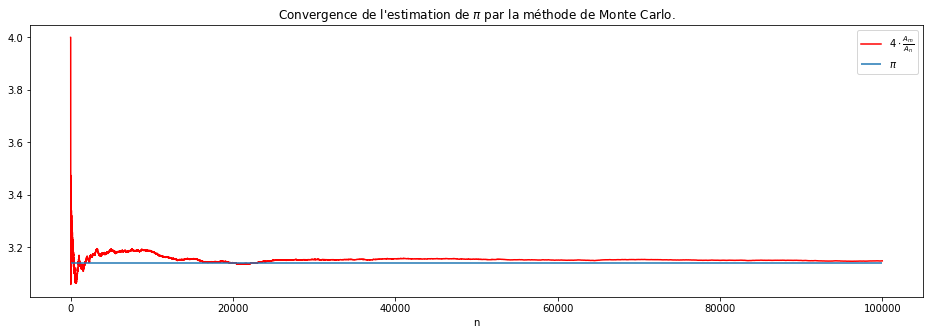 Convergence de l'estimation de π par la méthode de Monte Carlo.
4.0
3.8
3.6
3.4
3.2
4 · A_m/A_n
π
0 20000 40000 60000 80000 100000
n